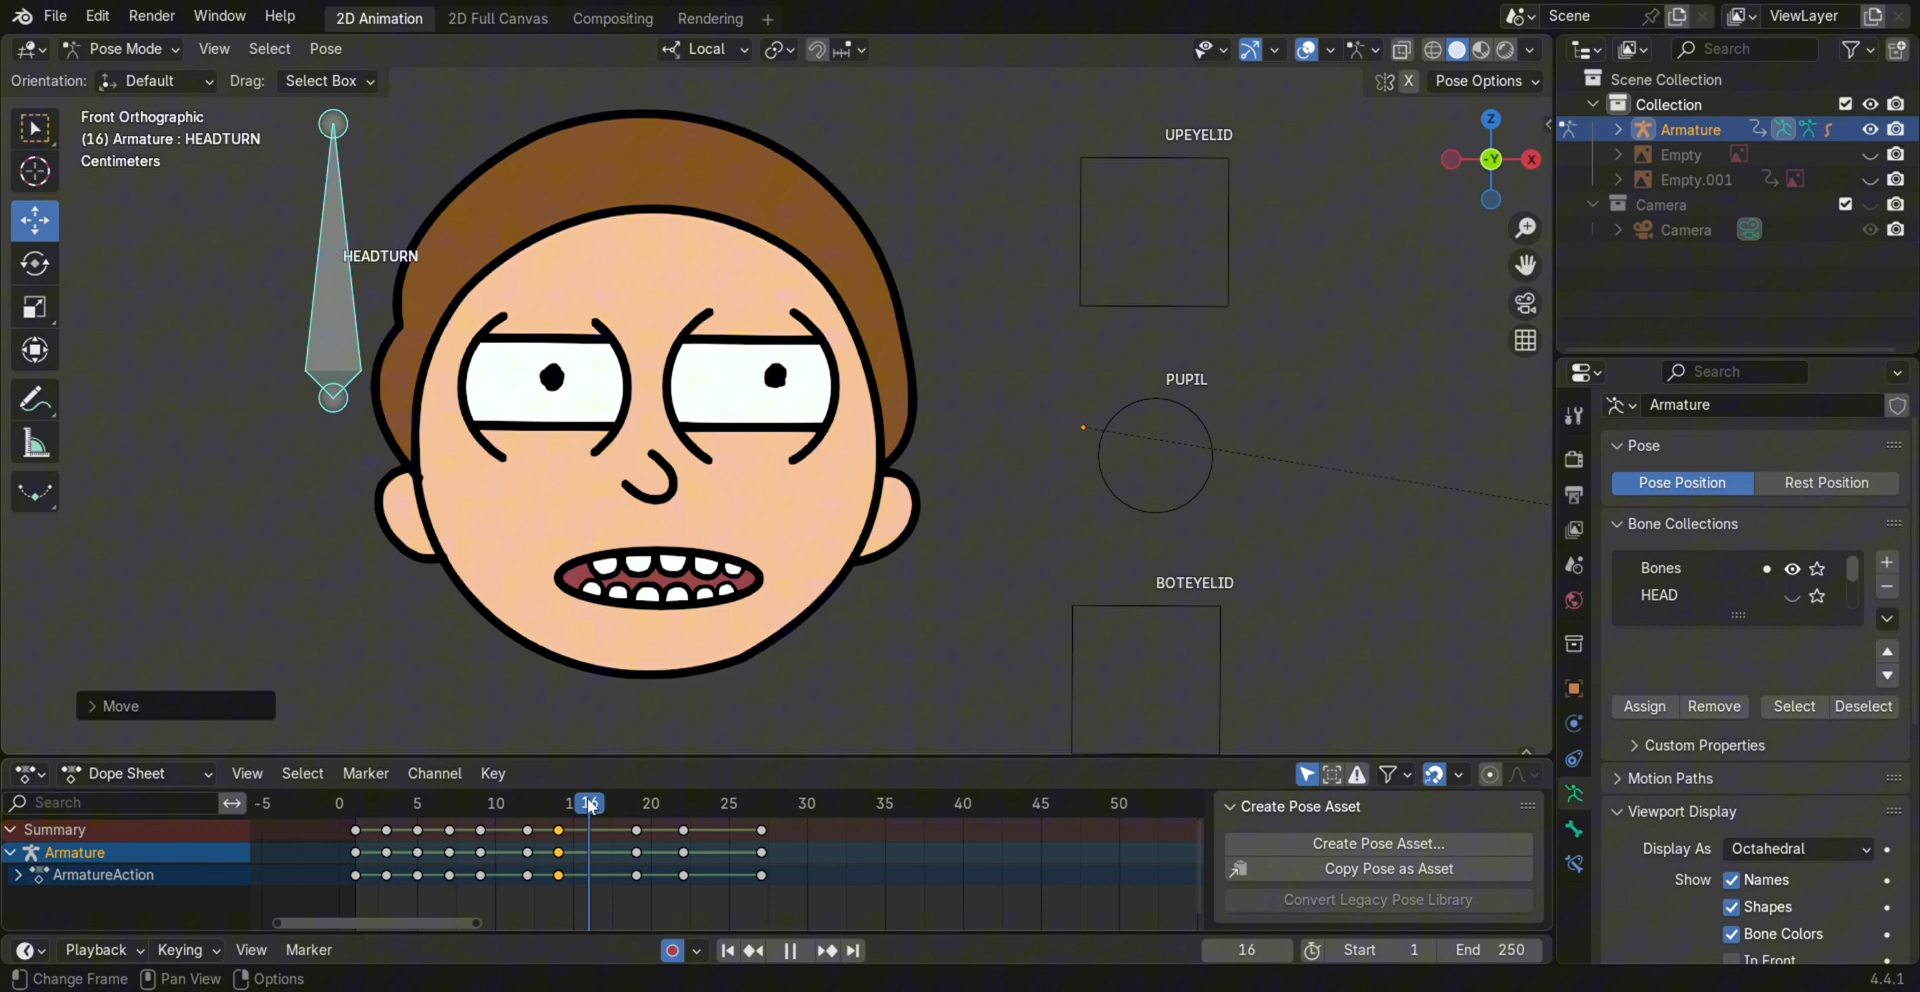 File Edit Render Window Help 2D Animation 2D Full Canvas Compositing Rendering + Scene ViewLayer
Pose Mode View Select Pose Local Search
Orientation: Default Drag: Select Box X Pose Options
Scene Collection
Collection
Armature
Empty
Empty.001
Camera
Camera
Front Orthographic
(16) Armature : HEADTURN
Centimeters
HEADTURN
UPEYELID
PUPIL
BOTEYELID
Z
-Y X
Move
Search
Armature
Pose
Pose Position Rest Position
Bone Collections
Bones
HEAD
Assign Remove Select Deselect
Custom Properties
Motion Paths
Viewport Display
Display As Octahedral
Show Names
Shapes
Bone Colors
In Front
Dope Sheet View Select Marker Channel Key
Search -5 0 5 10 16 20 25 30 35 40 45 50
Summary
Armature
ArmatureAction
Create Pose Asset
Create Pose Asset...
Copy Pose as Asset
Convert Legacy Pose Library
Playback Keying View Marker 16 Start 1 End 250
Change Frame Pan View Options 4.4.1